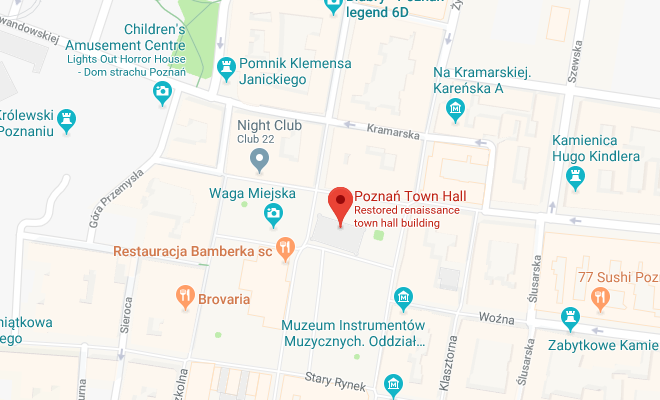 legend 6D
Children's
Amusement Centre
Lights Out Horror House
- Dom strachu Poznań
Pomnik Klemensa
Janickiego
Na Kramarskiej.
Kareńska A
Szewska
Królewski
Poznaniu
Night Club
Club 22
Kramarska
Kamienica
Hugo Kindlera
Góra Przemysła
Waga Miejska
Poznań Town Hall
Restored renaissance
town hall building
Restauracja Bamberka sc
Brovaria
77 Sushi Poz
Ślusarska
Sieroca
Muzeum Instrumentów
Muzycznych. Oddział...
Woźna
Zabytkowe Kamie
Klasztorna
Ślusarska
Stary Rynek